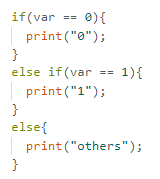 if(var == 0){
  print("0");
}
else if(var == 1){
  print("1");
}
else{
  print("others");
}